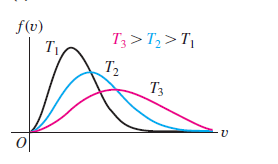 f(v)
T₁
T₃ > T₂ > T₁
T₂
T₃
O
v